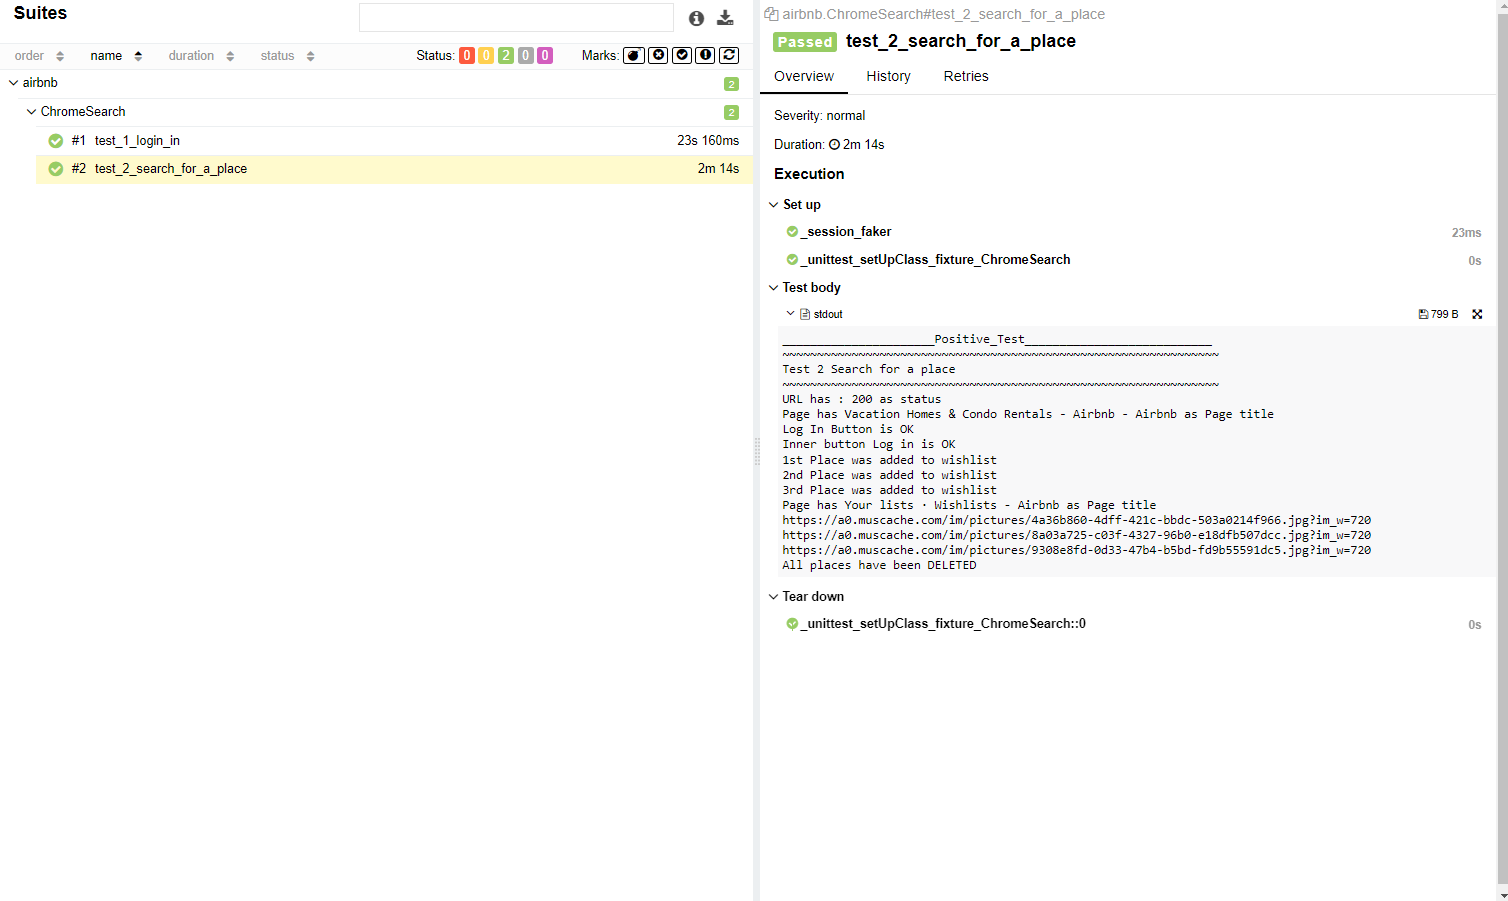 Suites
order name duration status Status: 0 0 2 0 0 Marks:
airbnb 2
ChromeSearch 2
#1 test_1_login_in 23s 160ms
#2 test_2_search_for_a_place 2m 14s
airbnb.ChromeSearch#test_2_search_for_a_place
Passed test_2_search_for_a_place
Overview History Retries
Severity: normal
Duration: 2m 14s
Execution
Set up
_session_faker 23ms
_unittest_setUpClass_fixture_ChromeSearch 0s
Test body
stdout 799 B
______________________Positive_Test___________________________
~~~~~~~~~~~~~~~~~~~~~~~~~~~~~~~~~~~~~~~~~~~~~~~~~~~~~~~~~~~~~~~
Test 2 Search for a place
~~~~~~~~~~~~~~~~~~~~~~~~~~~~~~~~~~~~~~~~~~~~~~~~~~~~~~~~~~~~~~~
URL has : 200 as status
Page has Vacation Homes & Condo Rentals - Airbnb - Airbnb as Page title
Log In Button is OK
Inner button Log in is OK
1st Place was added to wishlist
2nd Place was added to wishlist
3rd Place was added to wishlist
Page has Your lists · Wishlists - Airbnb as Page title
https://a0.muscache.com/im/pictures/4a36b860-4dff-421c-bbdc-503a0214f966.jpg?im_w=720
https://a0.muscache.com/im/pictures/8a03a725-c03f-4327-96b0-e18dfb507dcc.jpg?im_w=720
https://a0.muscache.com/im/pictures/9308e8fd-0d33-47b4-b5bd-fd9b55591dc5.jpg?im_w=720
All places have been DELETED
Tear down
_unittest_setUpClass_fixture_ChromeSearch::0 0s